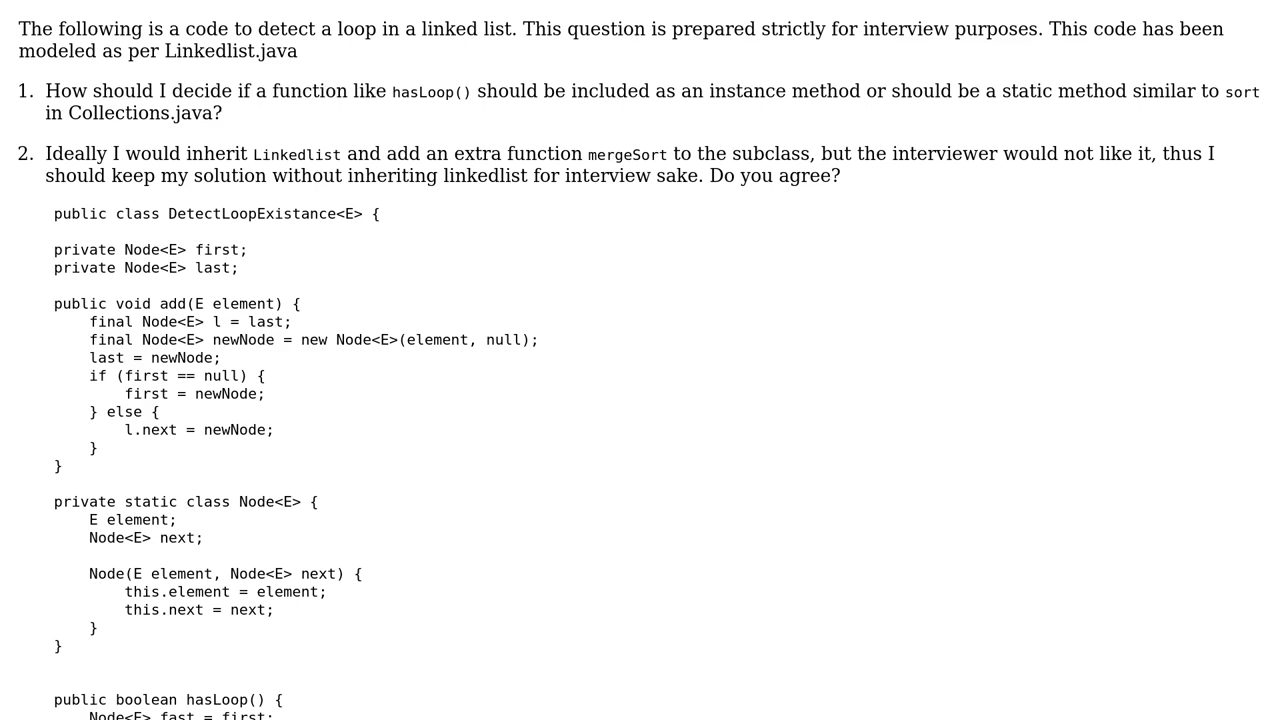 The following is a code to detect a loop in a linked list. This question is prepared strictly for interview purposes. This code has been
modeled as per Linkedlist.java
1. How should I decide if a function like hasLoop() should be included as an instance method or should be a static method similar to sort
in Collections.java?
2. Ideally I would inherit Linkedlist and add an extra function mergeSort to the subclass, but the interviewer would not like it, thus I
should keep my solution without inheriting linkedlist for interview sake. Do you agree?
public class DetectLoopExistance<E> {
private Node<E> first;
private Node<E> last;
public void add(E element) {
final Node<E> l = last;
final Node<E> newNode = new Node<E>(element, null);
last = newNode;
if (first == null) {
first = newNode;
} else {
l.next = newNode;
}
}
private static class Node<E> {
E element;
Node<E> next;
Node(E element, Node<E> next) {
this.element = element;
this.next = next;
}
}
public boolean hasLoop() {
Node<E> fast = first;